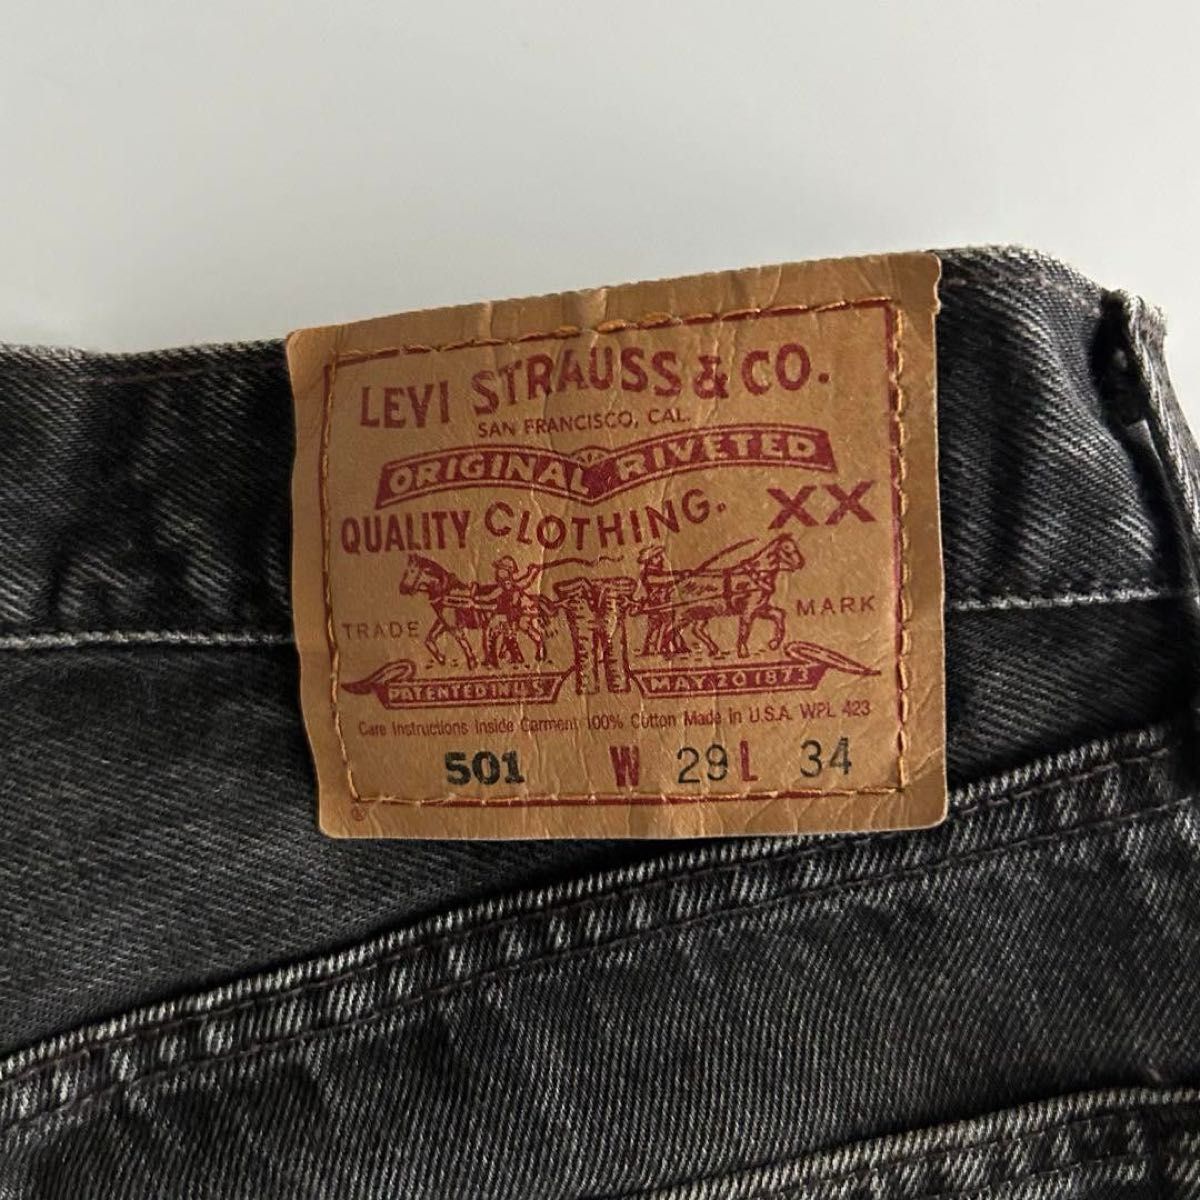 LEVI STRAUSS & CO.
SAN FRANCISCO, CAL.
ORIGINAL RIVETED
QUALITY CLOTHING. XX
TRADE MARK
PATENTED IN U S MAY 20 1873
Care Instructions Inside Garment 100% Cotton Made in U.S.A. WPL 423
501 W 29 L 34
®